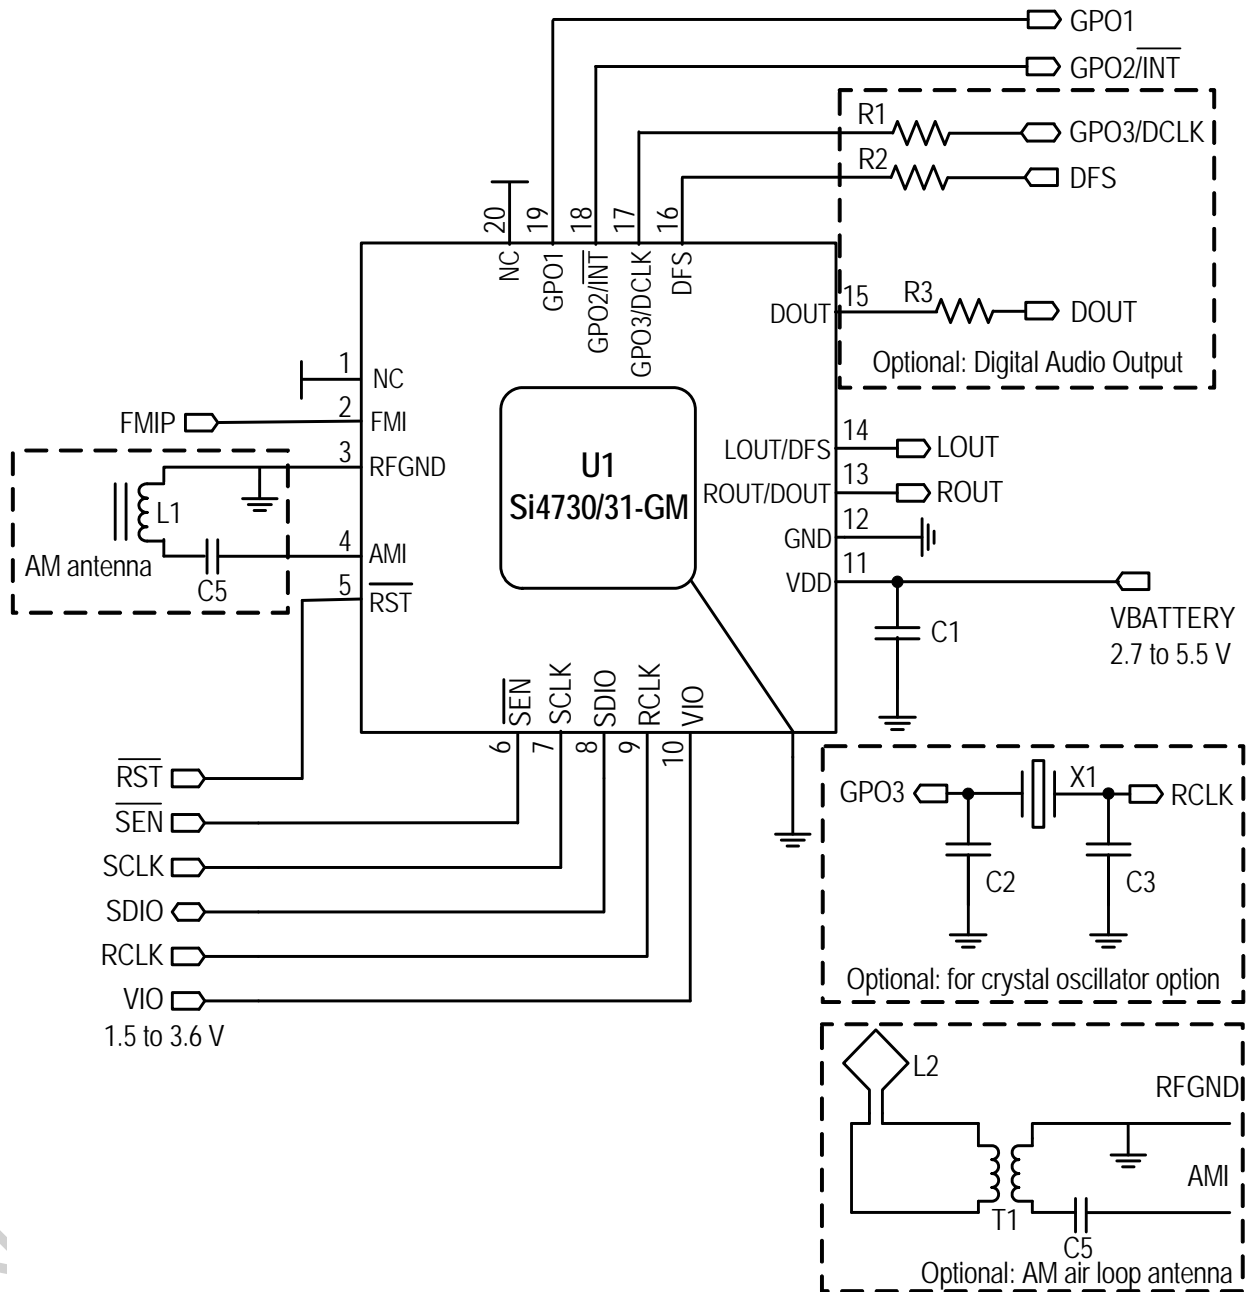 GPO1
GPO2/INT
R1
GPO3/DCLK
R2
DFS
20
19
18
17
16
NC
GPO1
GPO2/INT
GPO3/DCLK
DFS
DOUT
15
R3
DOUT
Optional: Digital Audio Output
1
NC
FMIP
2
FMI
3
RFGND
L1
AM antenna
C5
4
AMI
5
RST
U1
Si4730/31-GM
LOUT/DFS
14
LOUT
ROUT/DOUT
13
ROUT
GND
12
VDD
11
VBATTERY
2.7 to 5.5 V
C1
SEN
SCLK
SDIO
RCLK
VIO
6
7
8
9
10
RST
SEN
SCLK
SDIO
RCLK
VIO
1.5 to 3.6 V
GPO3
X1
RCLK
C2
C3
Optional: for crystal oscillator option
L2
RFGND
AMI
T1
C5
Optional: AM air loop antenna